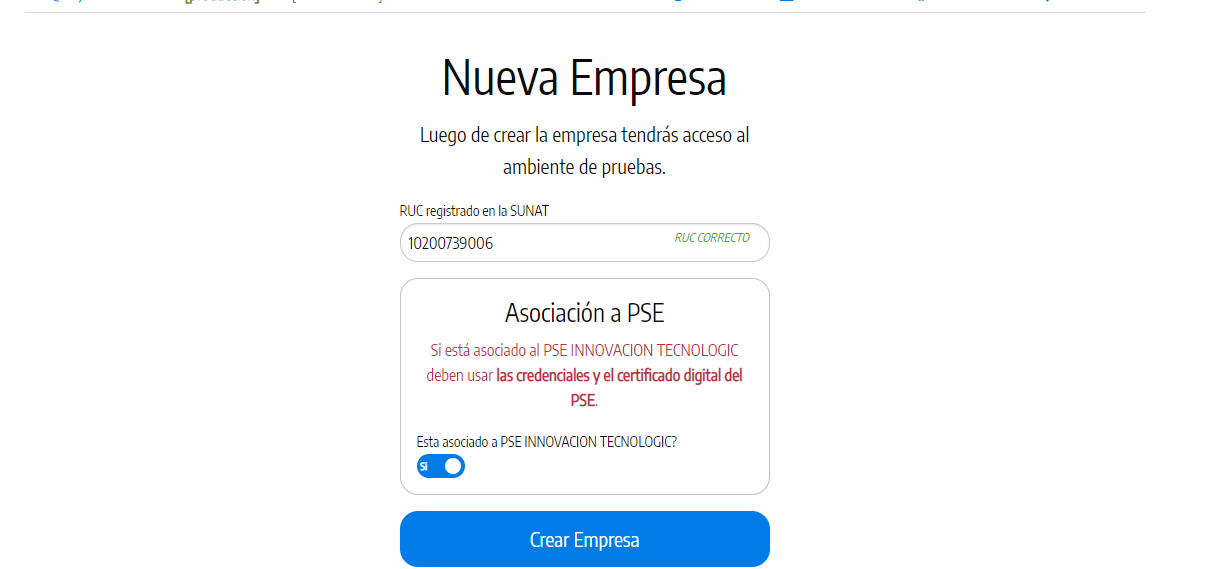 Nueva Empresa
Luego de crear la empresa tendrás acceso al
ambiente de pruebas.
RUC registrado en la SUNAT
10200739006
RUC CORRECTO
Asociación a PSE
Si está asociado al PSE INNOVACION TECNOLOGIC
deben usar las credenciales y el certificado digital del
PSE.
Esta asociado a PSE INNOVACION TECNOLOGIC?
SI
Crear Empresa